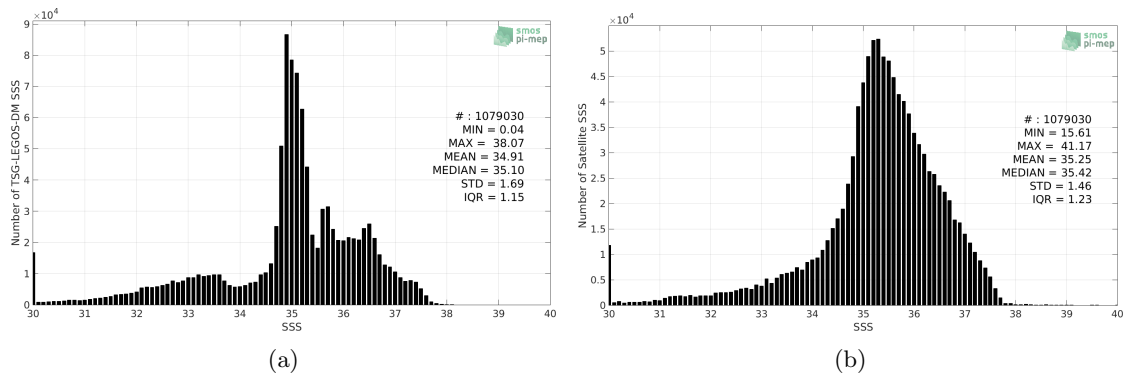 ×10⁴
9
8
7
6
5
4
3
2
1
0
Number of TSG-LEGOS-DM SSS
30 31 32 33 34 35 36 37 38 39 40
SSS
smos
pi-mep
# : 1079030
MIN = 0.04
MAX = 38.07
MEAN = 34.91
MEDIAN = 35.10
STD = 1.69
IQR = 1.15
(a)
×10⁴
5
4.5
4
3.5
3
2.5
2
1.5
1
0.5
0
Number of Satellite SSS
30 31 32 33 34 35 36 37 38 39 40
SSS
smos
pi-mep
# : 1079030
MIN = 15.61
MAX = 41.17
MEAN = 35.25
MEDIAN = 35.42
STD = 1.46
IQR = 1.23
(b)